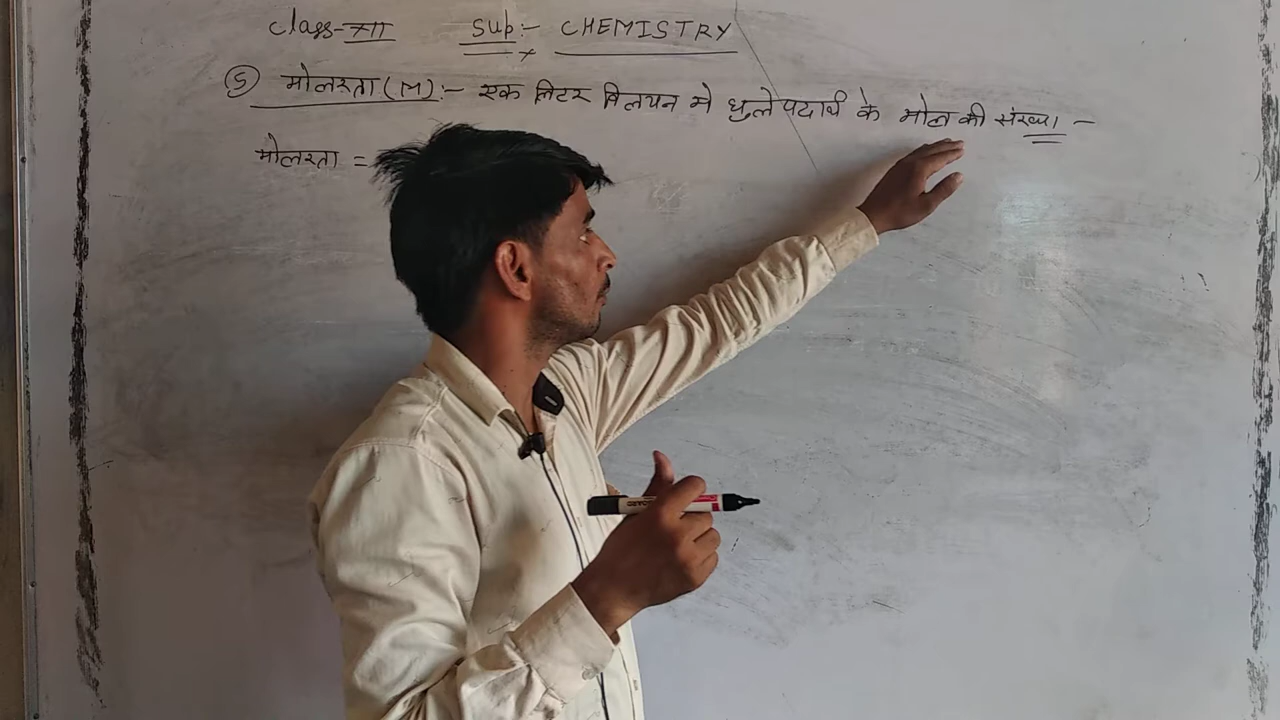 Class-XII Sub:- CHEMISTRY
⑤ मोलरता (M):- एक लिटर विलयन मे घुले पदार्थ के मोल की संख्या -
मोलरता =